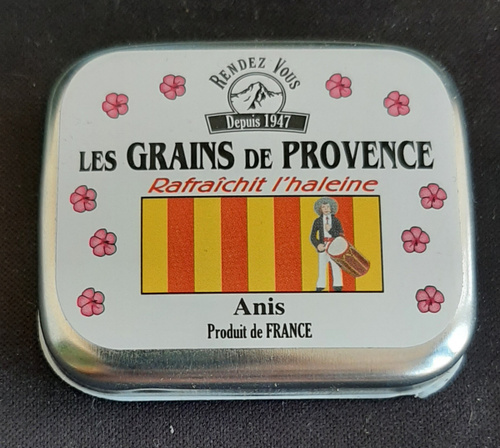 RENDEZ VOUS
Depuis 1947
LES GRAINS DE PROVENCE
Rafraîchit l'haleine
Anis
Produit de FRANCE